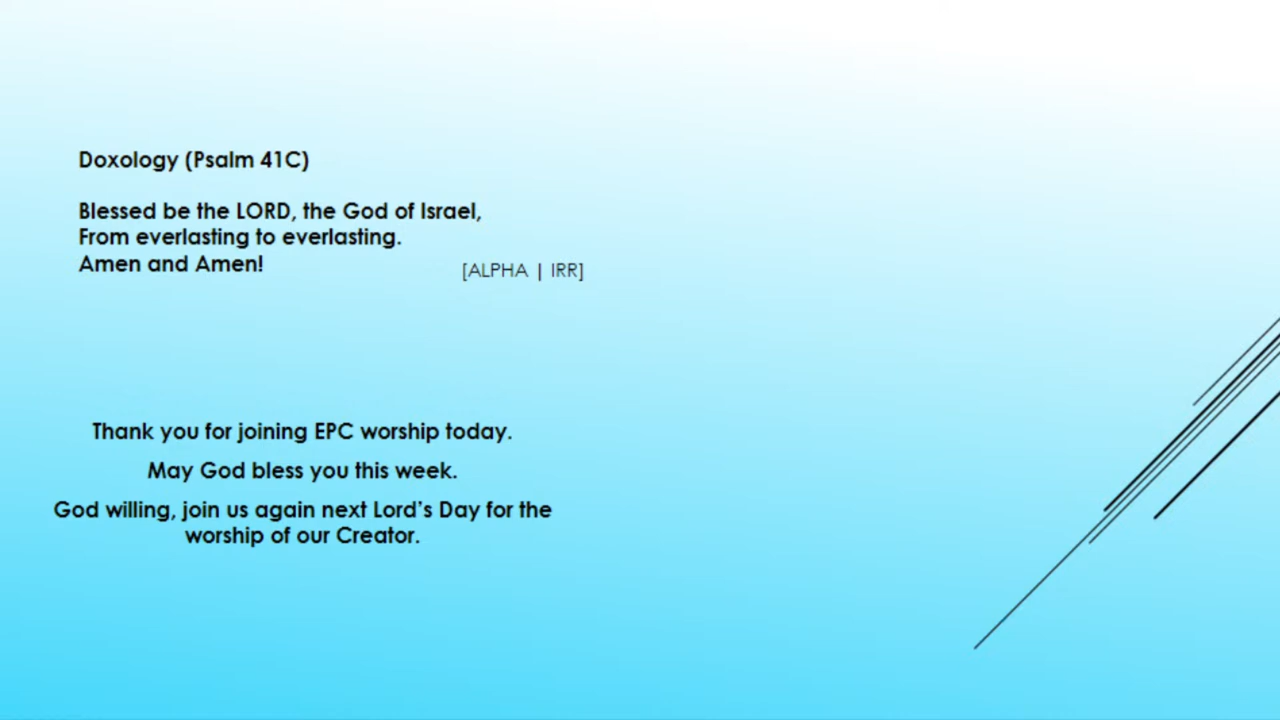 Doxology (Psalm 41C)
Blessed be the LORD, the God of Israel,
From everlasting to everlasting.
Amen and Amen!
[ALPHA | IRR]
Thank you for joining EPC worship today.
May God bless you this week.
God willing, join us again next Lord's Day for the
worship of our Creator.